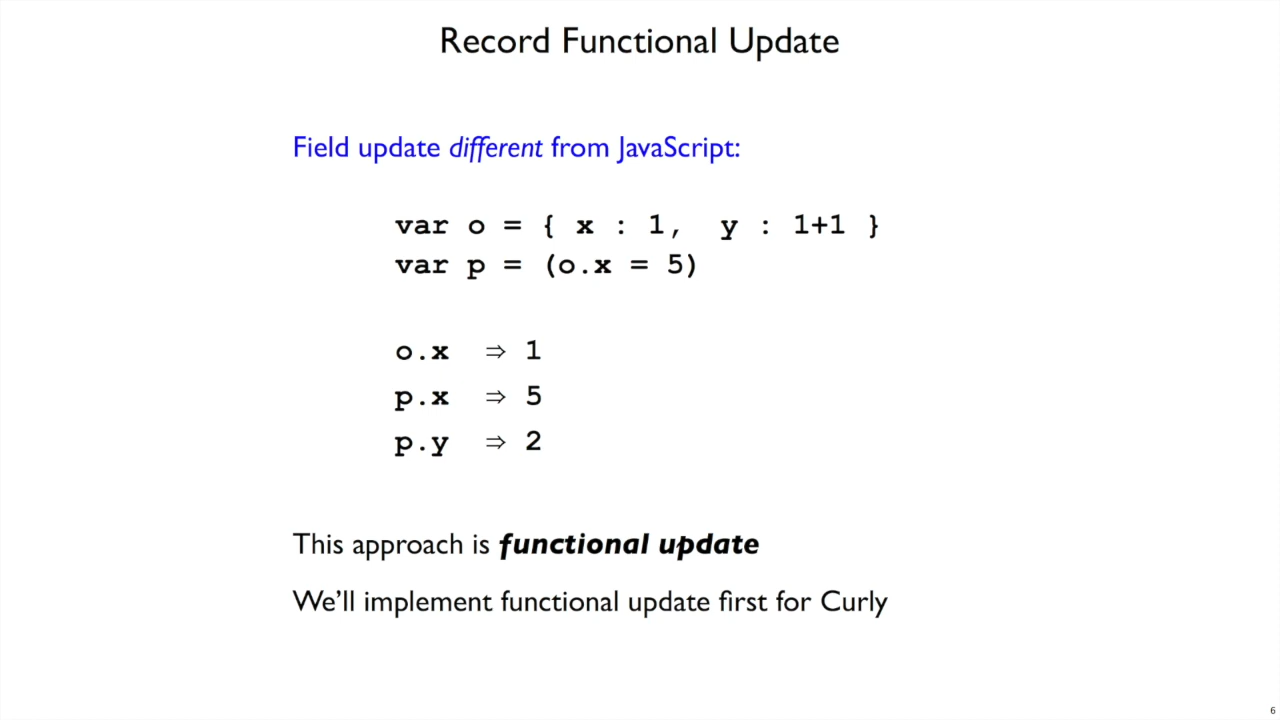 Record Functional Update
Field update different from JavaScript:
var o = { x : 1, y : 1+1 }
var p = (o.x = 5)
o.x ⇒ 1
p.x ⇒ 5
p.y ⇒ 2
This approach is functional update
We’ll implement functional update first for Curly
6